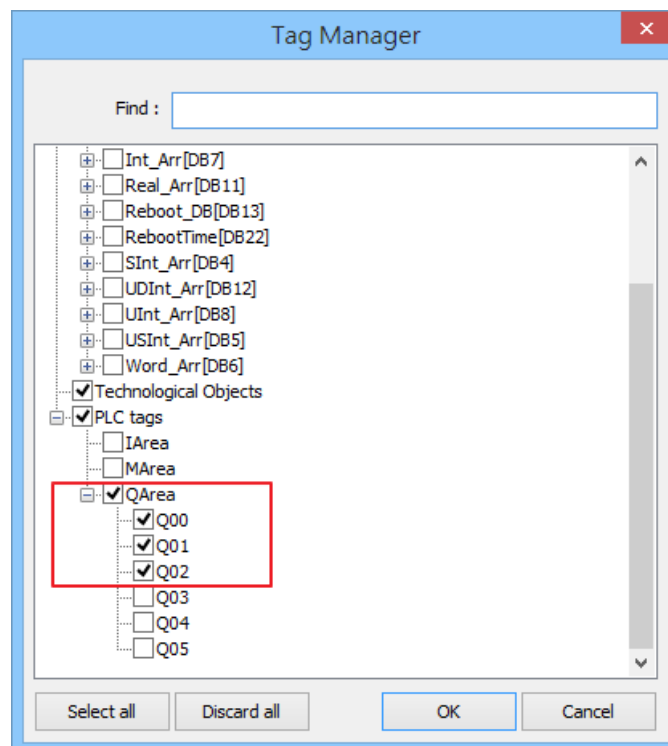 Tag Manager
Find :
Int_Arr[DB7]
Real_Arr[DB11]
Reboot_DB[DB13]
RebootTime[DB22]
SInt_Arr[DB4]
UDInt_Arr[DB12]
UInt_Arr[DB8]
USInt_Arr[DB5]
Word_Arr[DB6]
Technological Objects
PLC tags
IArea
MArea
QArea
Q00
Q01
Q02
Q03
Q04
Q05
Select all Discard all OK Cancel